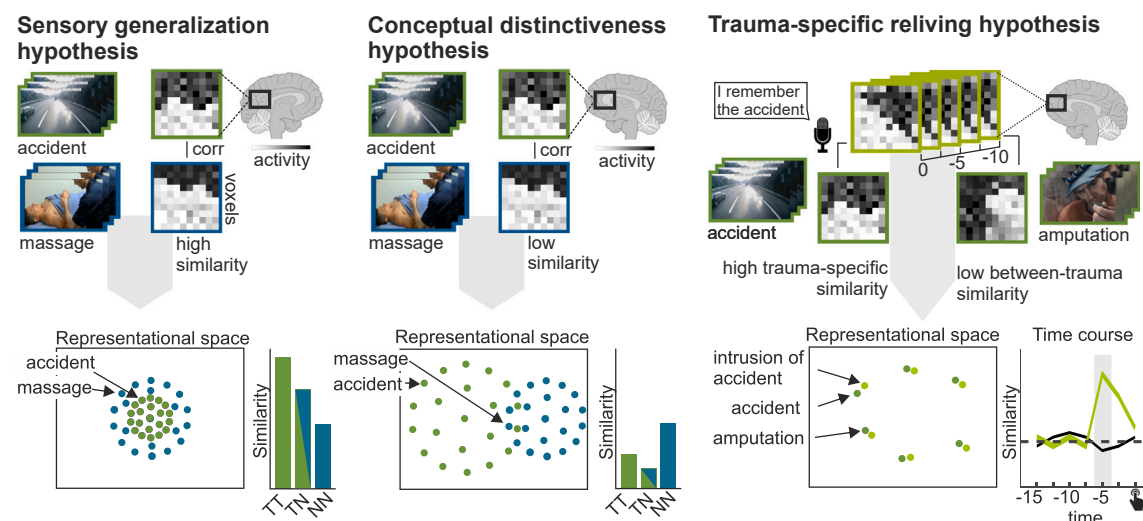 Sensory generalization
hypothesis
accident
corr
activity
voxels
massage
high
similarity
Representational space
accident
massage
Similarity
TT
TN
NN
Conceptual distinctiveness
hypothesis
accident
corr
activity
massage
low
similarity
Representational space
massage
accident
Similarity
TT
TN
NN
Trauma-specific reliving hypothesis
I remember
the accident
0
-5
-10
accident
amputation
high trauma-specific
similarity
low between-trauma
similarity
Representational space
intrusion of
accident
accident
amputation
Time course
Similarity
-15 -10 -5
time